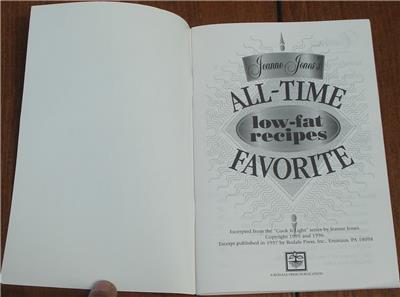 Jeanne Jones's
ALL-TIME
low-fat
recipes
FAVORITE
Excerpted from the "Cook It Light" series by Jeanne Jones.
Copyright 1995 and 1996.
Excerpt published in 1997 by Rodale Press, Inc., Emmaus, PA 18098
A RODALE PRESS PUBLICATION